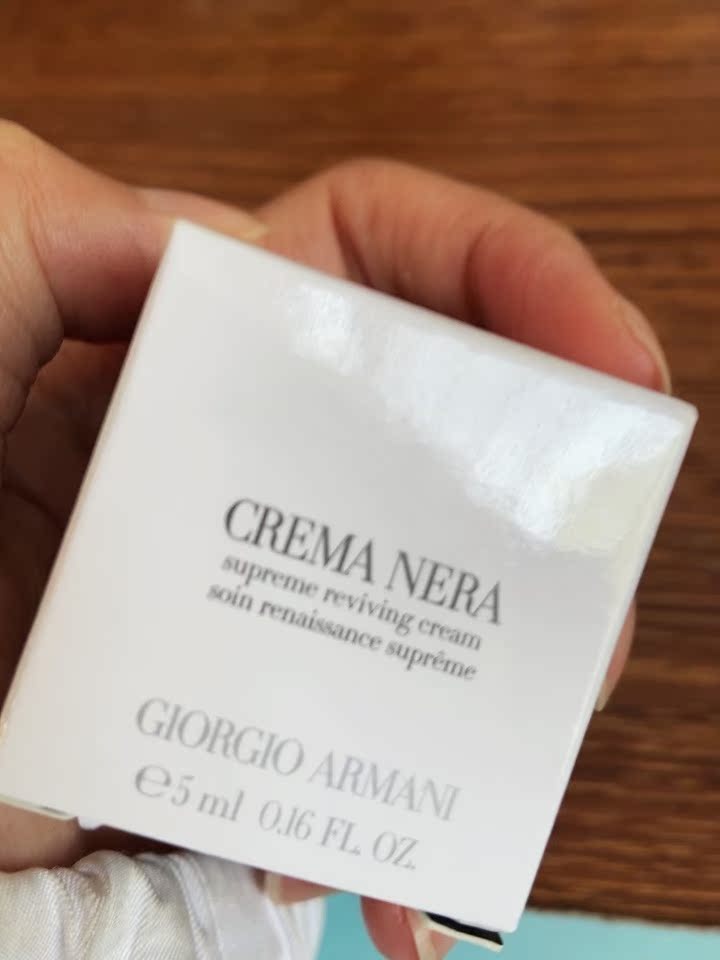 CREMA NERA
supreme reviving cream
soin renaissance suprême
GIORGIO ARMANI
℮5 ml 0.16 FL. OZ.